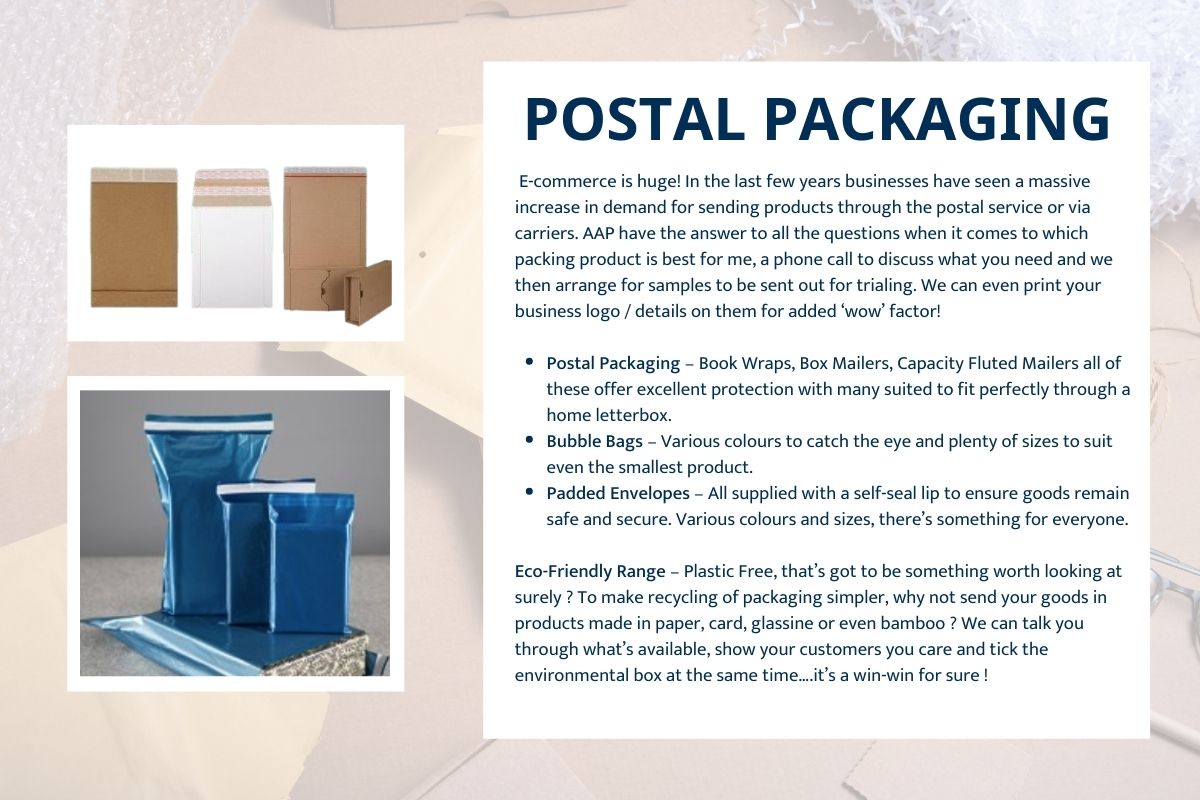 POSTAL PACKAGING
E-commerce is huge! In the last few years businesses have seen a massive
increase in demand for sending products through the postal service or via
carriers. AAP have the answer to all the questions when it comes to which
packing product is best for me, a phone call to discuss what you need and we
then arrange for samples to be sent out for trialing. We can even print your
business logo / details on them for added ‘wow’ factor!
• Postal Packaging – Book Wraps, Box Mailers, Capacity Fluted Mailers all of
these offer excellent protection with many suited to fit perfectly through a
home letterbox.
• Bubble Bags – Various colours to catch the eye and plenty of sizes to suit
even the smallest product.
• Padded Envelopes – All supplied with a self-seal lip to ensure goods remain
safe and secure. Various colours and sizes, there’s something for everyone.
Eco-Friendly Range – Plastic Free, that’s got to be something worth looking at
surely ? To make recycling of packaging simpler, why not send your goods in
products made in paper, card, glassine or even bamboo ? We can talk you
through what’s available, show your customers you care and tick the
environmental box at the same time....it’s a win-win for sure !